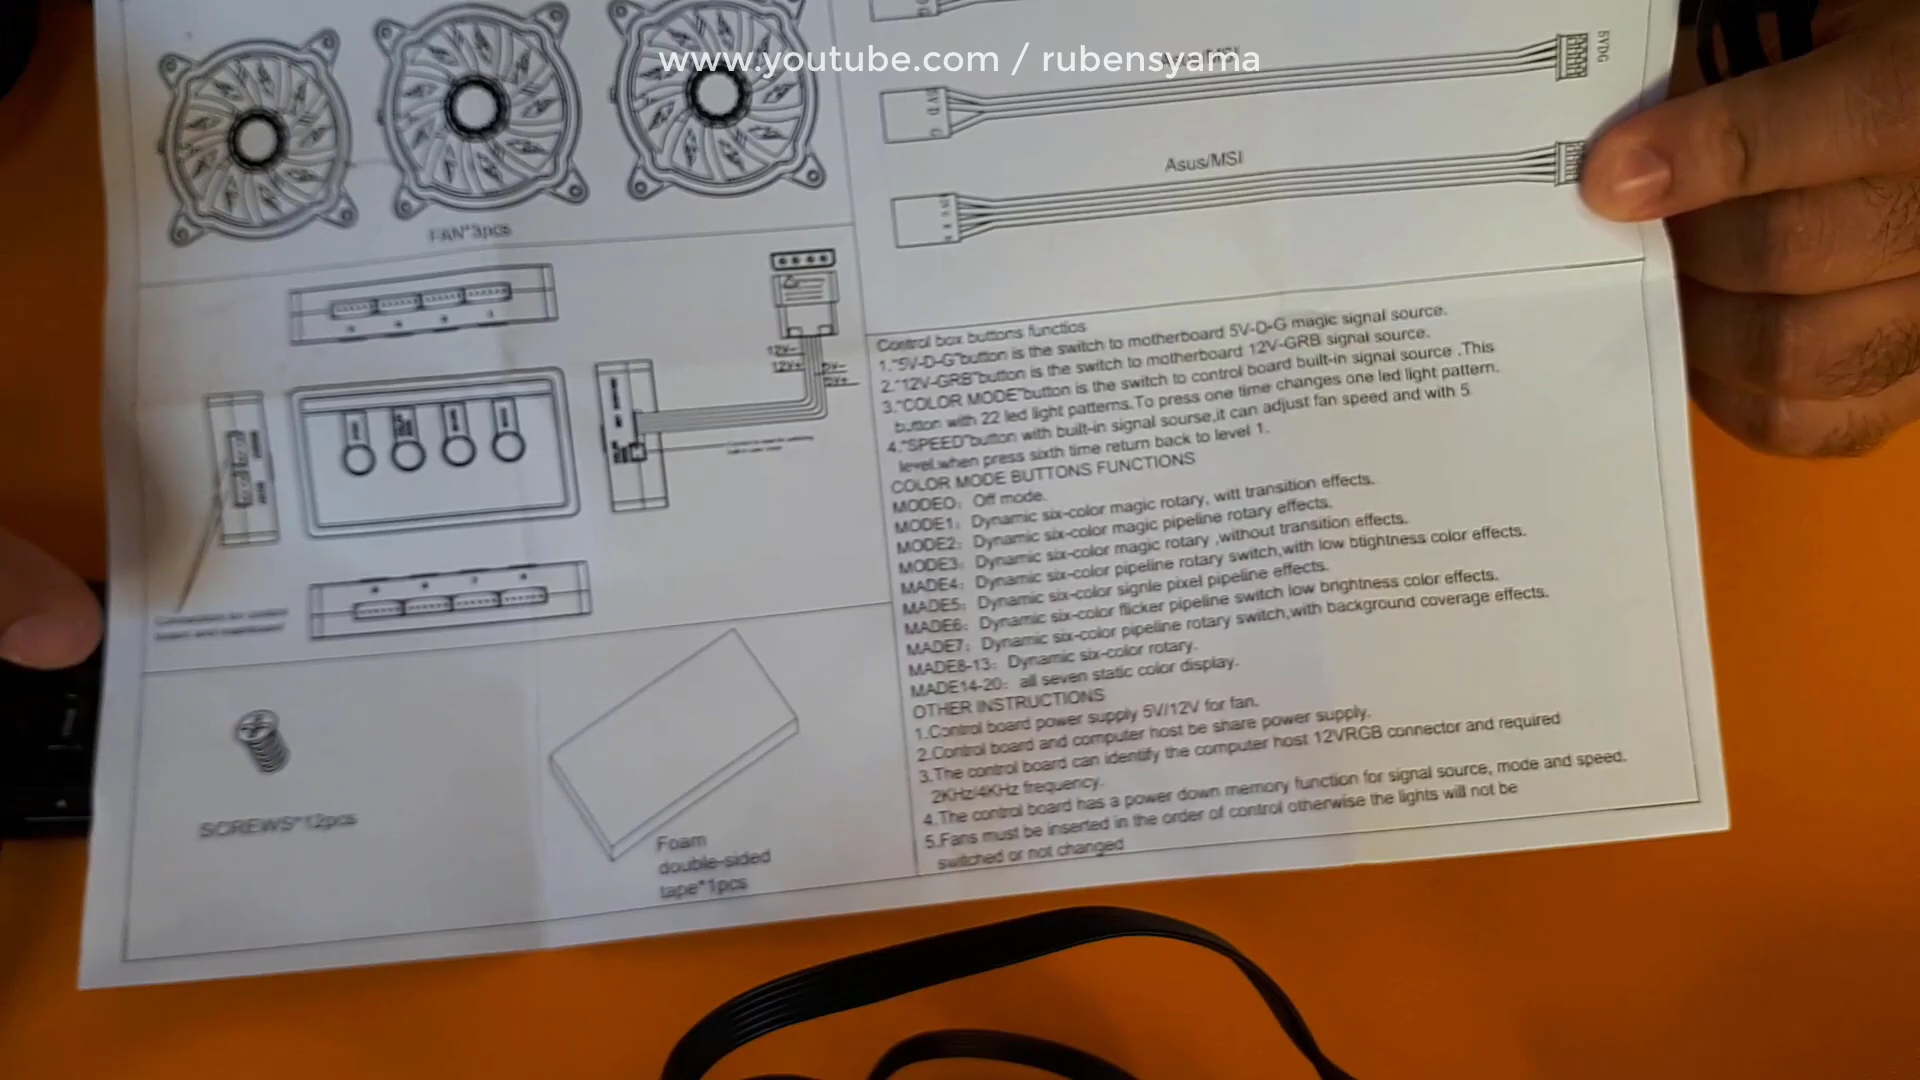 www.youtube.com / rubensyama
FAN*3pcs
12V-
12V+
5V-
5V+
SCREWS*12pcs
Foam
double-sided
tape*1pcs
Asus/MSI
5VDG
5V D G
Asus/MSI
Control box buttons functios
1."5V-D-G"button is the switch to motherboard 5V-D-G magic signal source.
2."12V-GRB"button is the switch to motherboard 12V-GRB signal source.
3."COLOR MODE"button is the switch to control board built-in signal source .This
button with 22 led light patterns.To press one time changes one led light pattern.
4."SPEED"button with built-in signal sourse,it can adjust fan speed and with 5
level.when press sixth time return back to level 1.
COLOR MODE BUTTONS FUNCTIONS
MODEO: Off mode.
MODE1: Dynamic six-color magic rotary, witt transition effects.
MODE2: Dynamic six-color magic pipeline rotary effects.
MODE3: Dynamic six-color magic rotary ,without transition effects.
MADE4: Dynamic six-color pipeline rotary switch,with low btightness color effects.
MADE5: Dynamic six-color signle pixel pipeline effects.
MADE6: Dynamic six-color flicker pipeline switch low brightness color effects.
MADE7: Dynamic six-color pipeline rotary switch,with background coverage effects.
MADE8-13: Dynamic six-color rotary.
MADE14-20: all seven static color display.
OTHER INSTRUCTIONS
1.Control board power supply 5V/12V for fan.
2.Control board and computer host be share power supply.
3.The control board can identify the computer host 12VRGB connector and required
2KHz/4KHz frequency.
4.The control board has a power down memory function for signal source, mode and speed.
5.Fans must be inserted in the order of control otherwise the lights will not be
switched or not changed